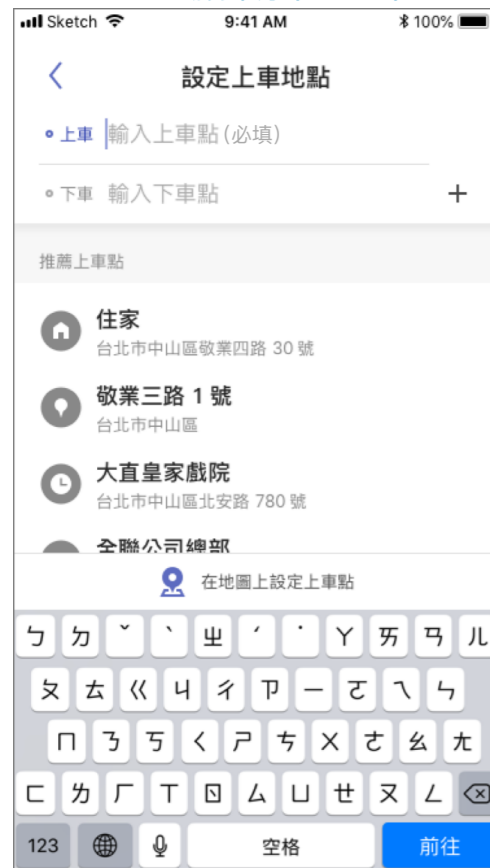 Sketch 9:41 AM 100%
設定上車地點
上車 輸入上車點(必填)
下車 輸入下車點 +
推薦上車點
住家
台北市中山區敬業四路 30 號
敬業三路 1 號
台北市中山區
大直皇家戲院
台北市中山區北安路 780 號
全聯公司總部
在地圖上設定上車點
ㄅ ㄉ ˇ ˋ ㄓ ˊ ˙ ㄚ ㄞ ㄢ ㄦ
ㄆ ㄊ ㄍ ㄐ ㄔ ㄗ ㄧ ㄛ ㄟ ㄣ
ㄇ ㄋ ㄎ ㄑ ㄕ ㄘ ㄨ ㄜ ㄠ ㄤ
ㄈ ㄌ ㄏ ㄒ ㄖ ㄙ ㄩ ㄝ ㄡ ㄥ
123 空格 前往